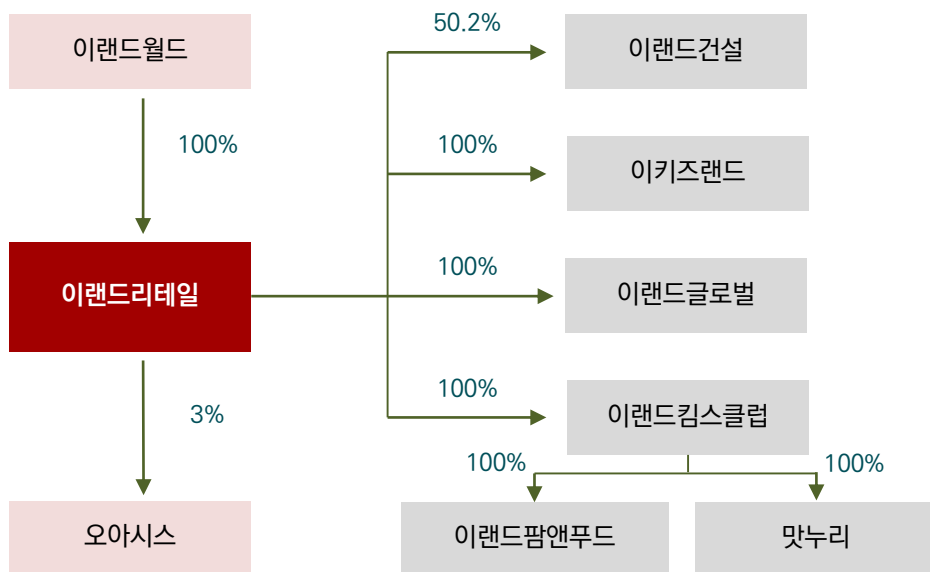 이랜드월드
100%
이랜드리테일
3%
오아시스
50.2%
이랜드건설
100%
이키즈랜드
100%
이랜드글로벌
100%
이랜드킴스클럽
100%
100%
이랜드팜앤푸드
맛누리